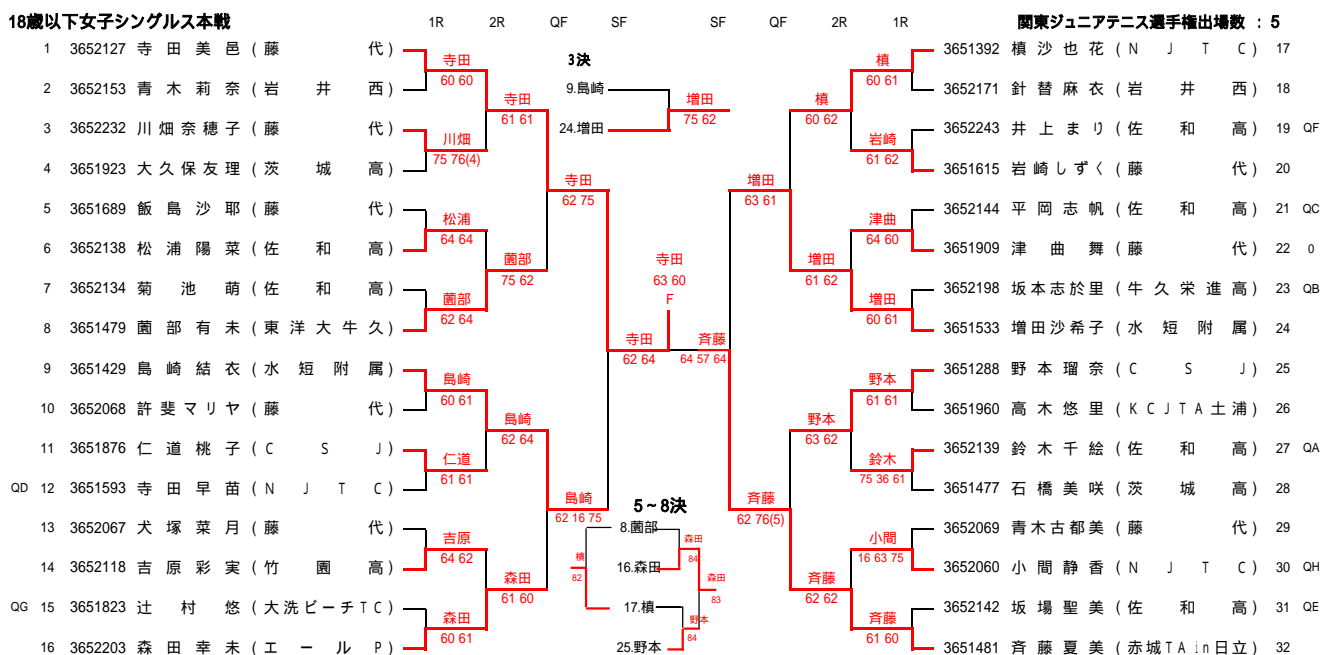 18歳以下女子シングルス本戦 1R 2R QF SF SF QF 2R 1R 関東ジュニアテニス選手権出場数 : 5
1 3652127 寺田美邑(藤代)
2 3652153 青木莉奈(岩井西)
3 3652232 川畑奈穂子(藤代)
4 3651923 大久保友理(茨城高)
5 3651689 飯島沙耶(藤代)
6 3652138 松浦陽菜(佐和高)
7 3652134 菊池萌(佐和高)
8 3651479 薗部有未(東洋大牛久)
9 3651429 島崎結衣(水短附属)
10 3652068 許斐マリヤ(藤代)
11 3651876 仁道桃子(CSJ)
QD 12 3651593 寺田早苗(NJTC)
13 3652067 犬塚菜月(藤代)
14 3652118 吉原彩実(竹園高)
QG 15 3651823 辻村悠(大洗ビーチTC)
16 3652203 森田幸未(エールP)
寺田
60 60
川畑
75 76(4)
松浦
64 64
薗部
62 64
島崎
60 61
仁道
61 61
吉原
64 62
森田
60 61
寺田
61 61
薗部
75 62
島崎
62 64
森田
61 60
寺田
62 75
島崎
62 16 75
寺田
62 64
3決
9.島崎
24.増田
増田
75 62
寺田
63 60
F
5~8決
8.薗部
16.森田
17.槙
25.野本
森田
84
野本
84
森田
83
槙
82
斉藤
64 57 64
増田
63 61
斉藤
62 76(5)
槙
60 62
増田
61 62
野本
63 62
斉藤
62 62
槙
60 61
岩崎
61 62
津曲
64 60
増田
60 61
野本
61 61
鈴木
75 36 61
小間
16 63 75
斉藤
61 60
3651392 槙沙也花(NJTC) 17
3652171 針替麻衣(岩井西) 18
3652243 井上まり(佐和高) 19 QF
3651615 岩崎しずく(藤代) 20
3652144 平岡志帆(佐和高) 21 QC
3651909 津曲舞(藤代) 22 0
3652198 坂本志於里(牛久栄進高) 23 QB
3651533 増田沙希子(水短附属) 24
3651288 野本瑠奈(CSJ) 25
3651960 高木悠里(KCJTA土浦) 26
3652139 鈴木千絵(佐和高) 27 QA
3651477 石橋美咲(茨城高) 28
3652069 青木古都美(藤代) 29
3652060 小間静香(NJTC) 30 QH
3652142 坂場聖美(佐和高) 31 QE
3651481 斉藤夏美(赤城TAin日立) 32